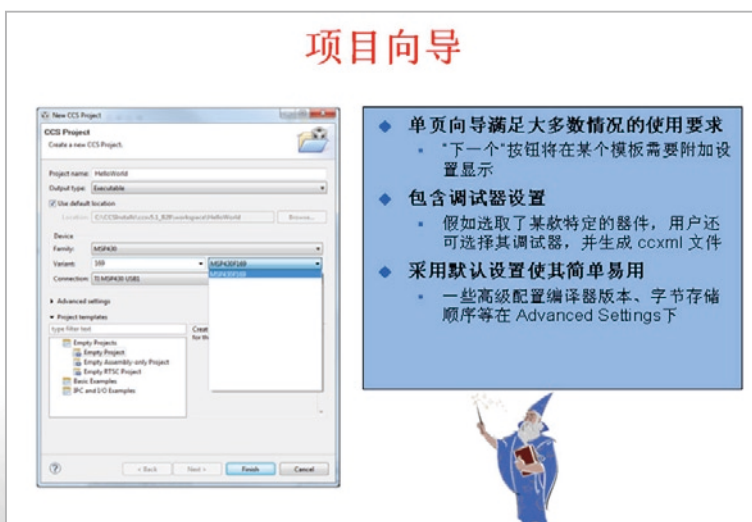 项目向导
New CCS Project
CCS Project
Create a new CCS Project.
Project name: HelloWorld
Output type: Executable
Use default location
Location: Browse...
Device
Family: MSP430
Variant: 169 MSP430F169
MSP430F169
Connection: TI MSP430 USB1
Advanced settings
Project templates
type filter text
Creat
for th
Empty Projects
Empty Project
Empty Assembly-only Project
Empty RTSC Project
Basic Examples
IPC and I/O Examples
< Back Next > Finish Cancel
单页向导满足大多数情况的使用要求
“下一个”按钮将在某个模板需要附加设
置显示
包含调试器设置
假如选取了某款特定的器件，用户还
可选择其调试器，并生成 ccxml 文件
采用默认设置使其简单易用
一些高级配置编译器版本、字节存储
顺序等在 Advanced Settings下